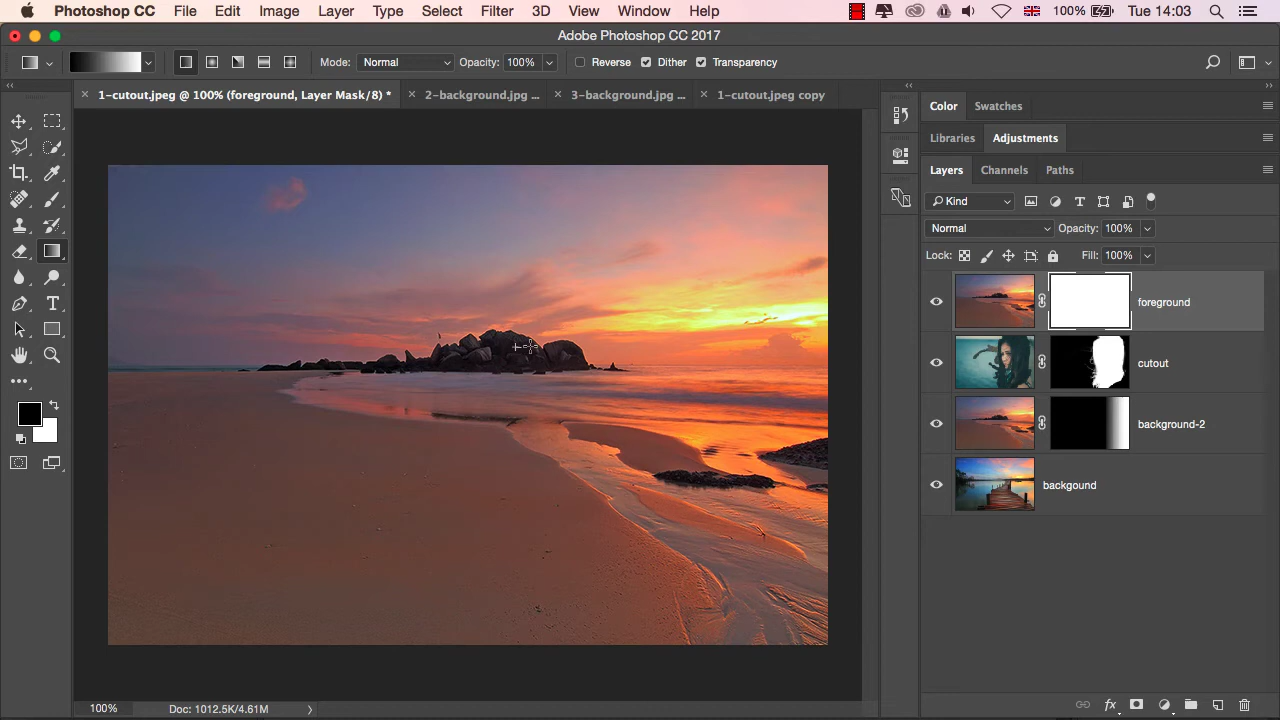 Photoshop CC File Edit Image Layer Type Select Filter 3D View Window Help 100% Tue 14:03
Adobe Photoshop CC 2017
Mode: Normal Opacity: 100% Reverse Dither Transparency
1-cutout.jpeg @ 100% (foreground, Layer Mask/8) * 2-background.jpg ... 3-background.jpg ... 1-cutout.jpeg copy
Color Swatches
Libraries Adjustments
Layers Channels Paths
Kind
Normal Opacity: 100%
Lock: Fill: 100%
foreground
cutout
background-2
backgound
100% Doc: 1012.5K/4.61M
fx